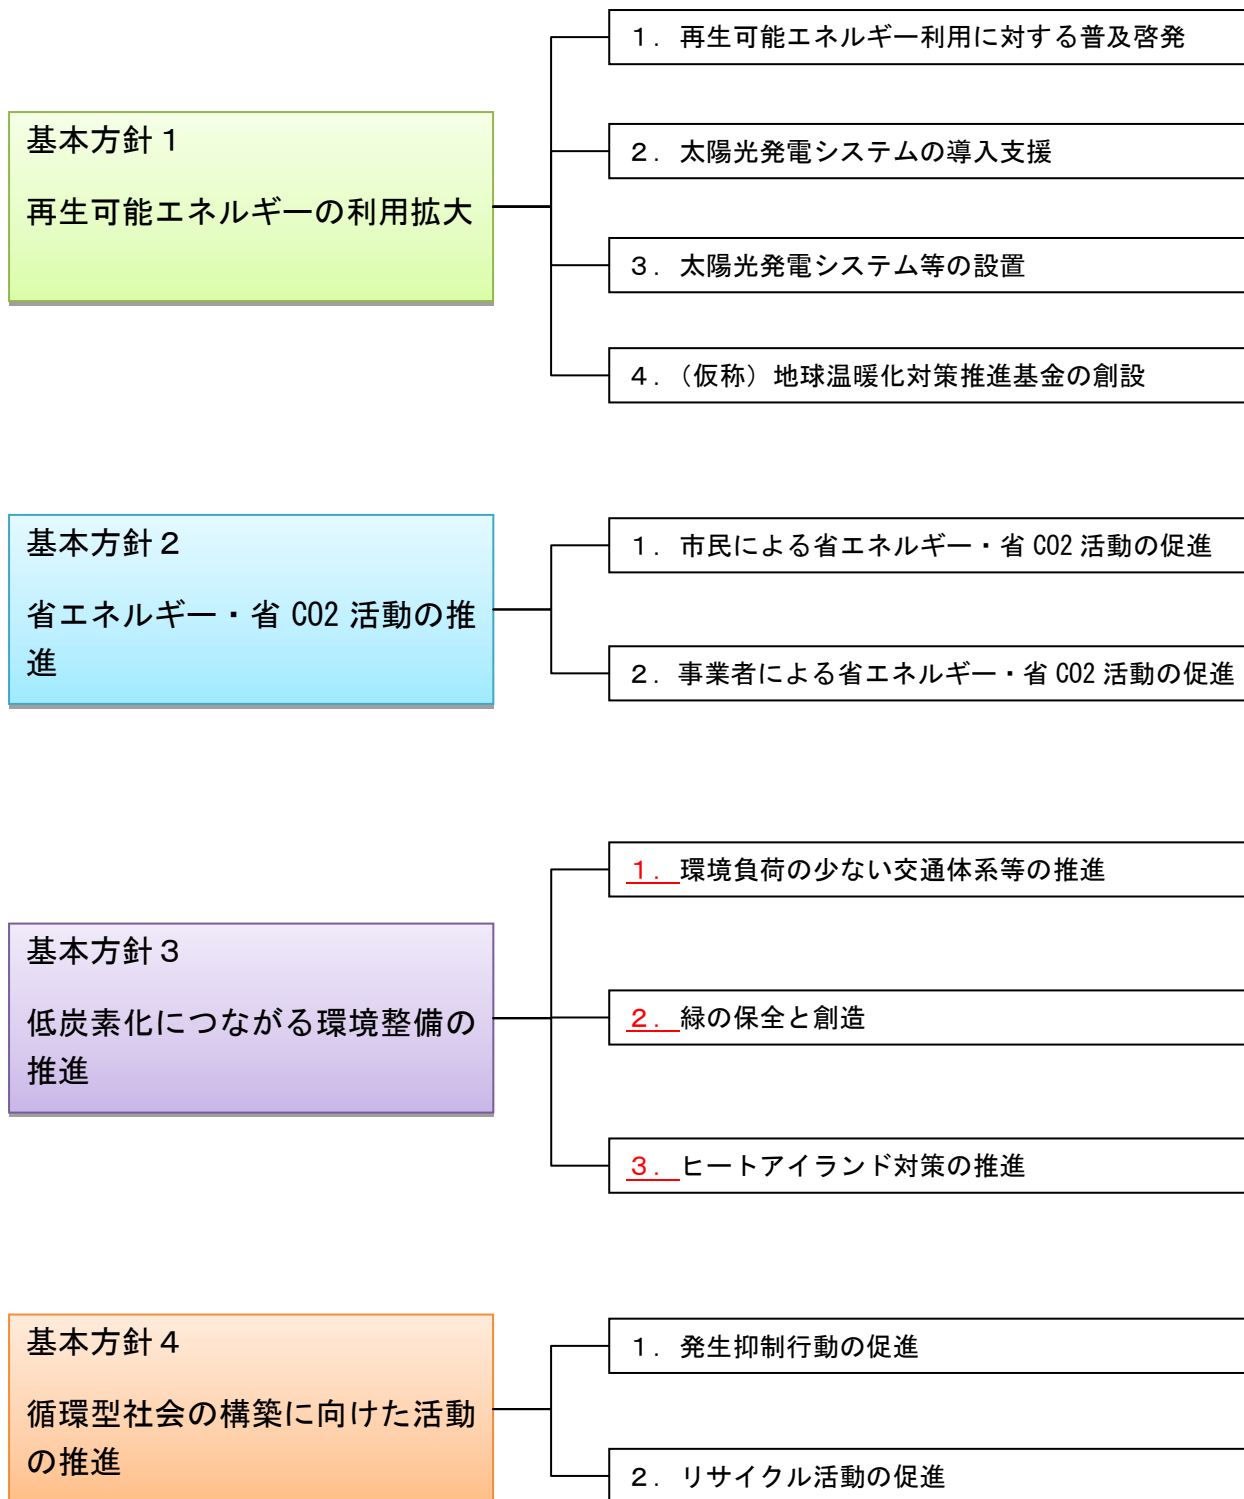 基本方針１
再生可能エネルギーの利用拡大
１．再生可能エネルギー利用に対する普及啓発
２．太陽光発電システムの導入支援
３．太陽光発電システム等の設置
４．（仮称）地球温暖化対策推進基金の創設
基本方針２
省エネルギー・省 CO2 活動の推
進
１．市民による省エネルギー・省 CO2 活動の促進
２．事業者による省エネルギー・省 CO2 活動の促進
基本方針３
低炭素化につながる環境整備の
推進
１．環境負荷の少ない交通体系等の推進
２．緑の保全と創造
３．ヒートアイランド対策の推進
基本方針４
循環型社会の構築に向けた活動
の推進
１．発生抑制行動の促進
２．リサイクル活動の促進